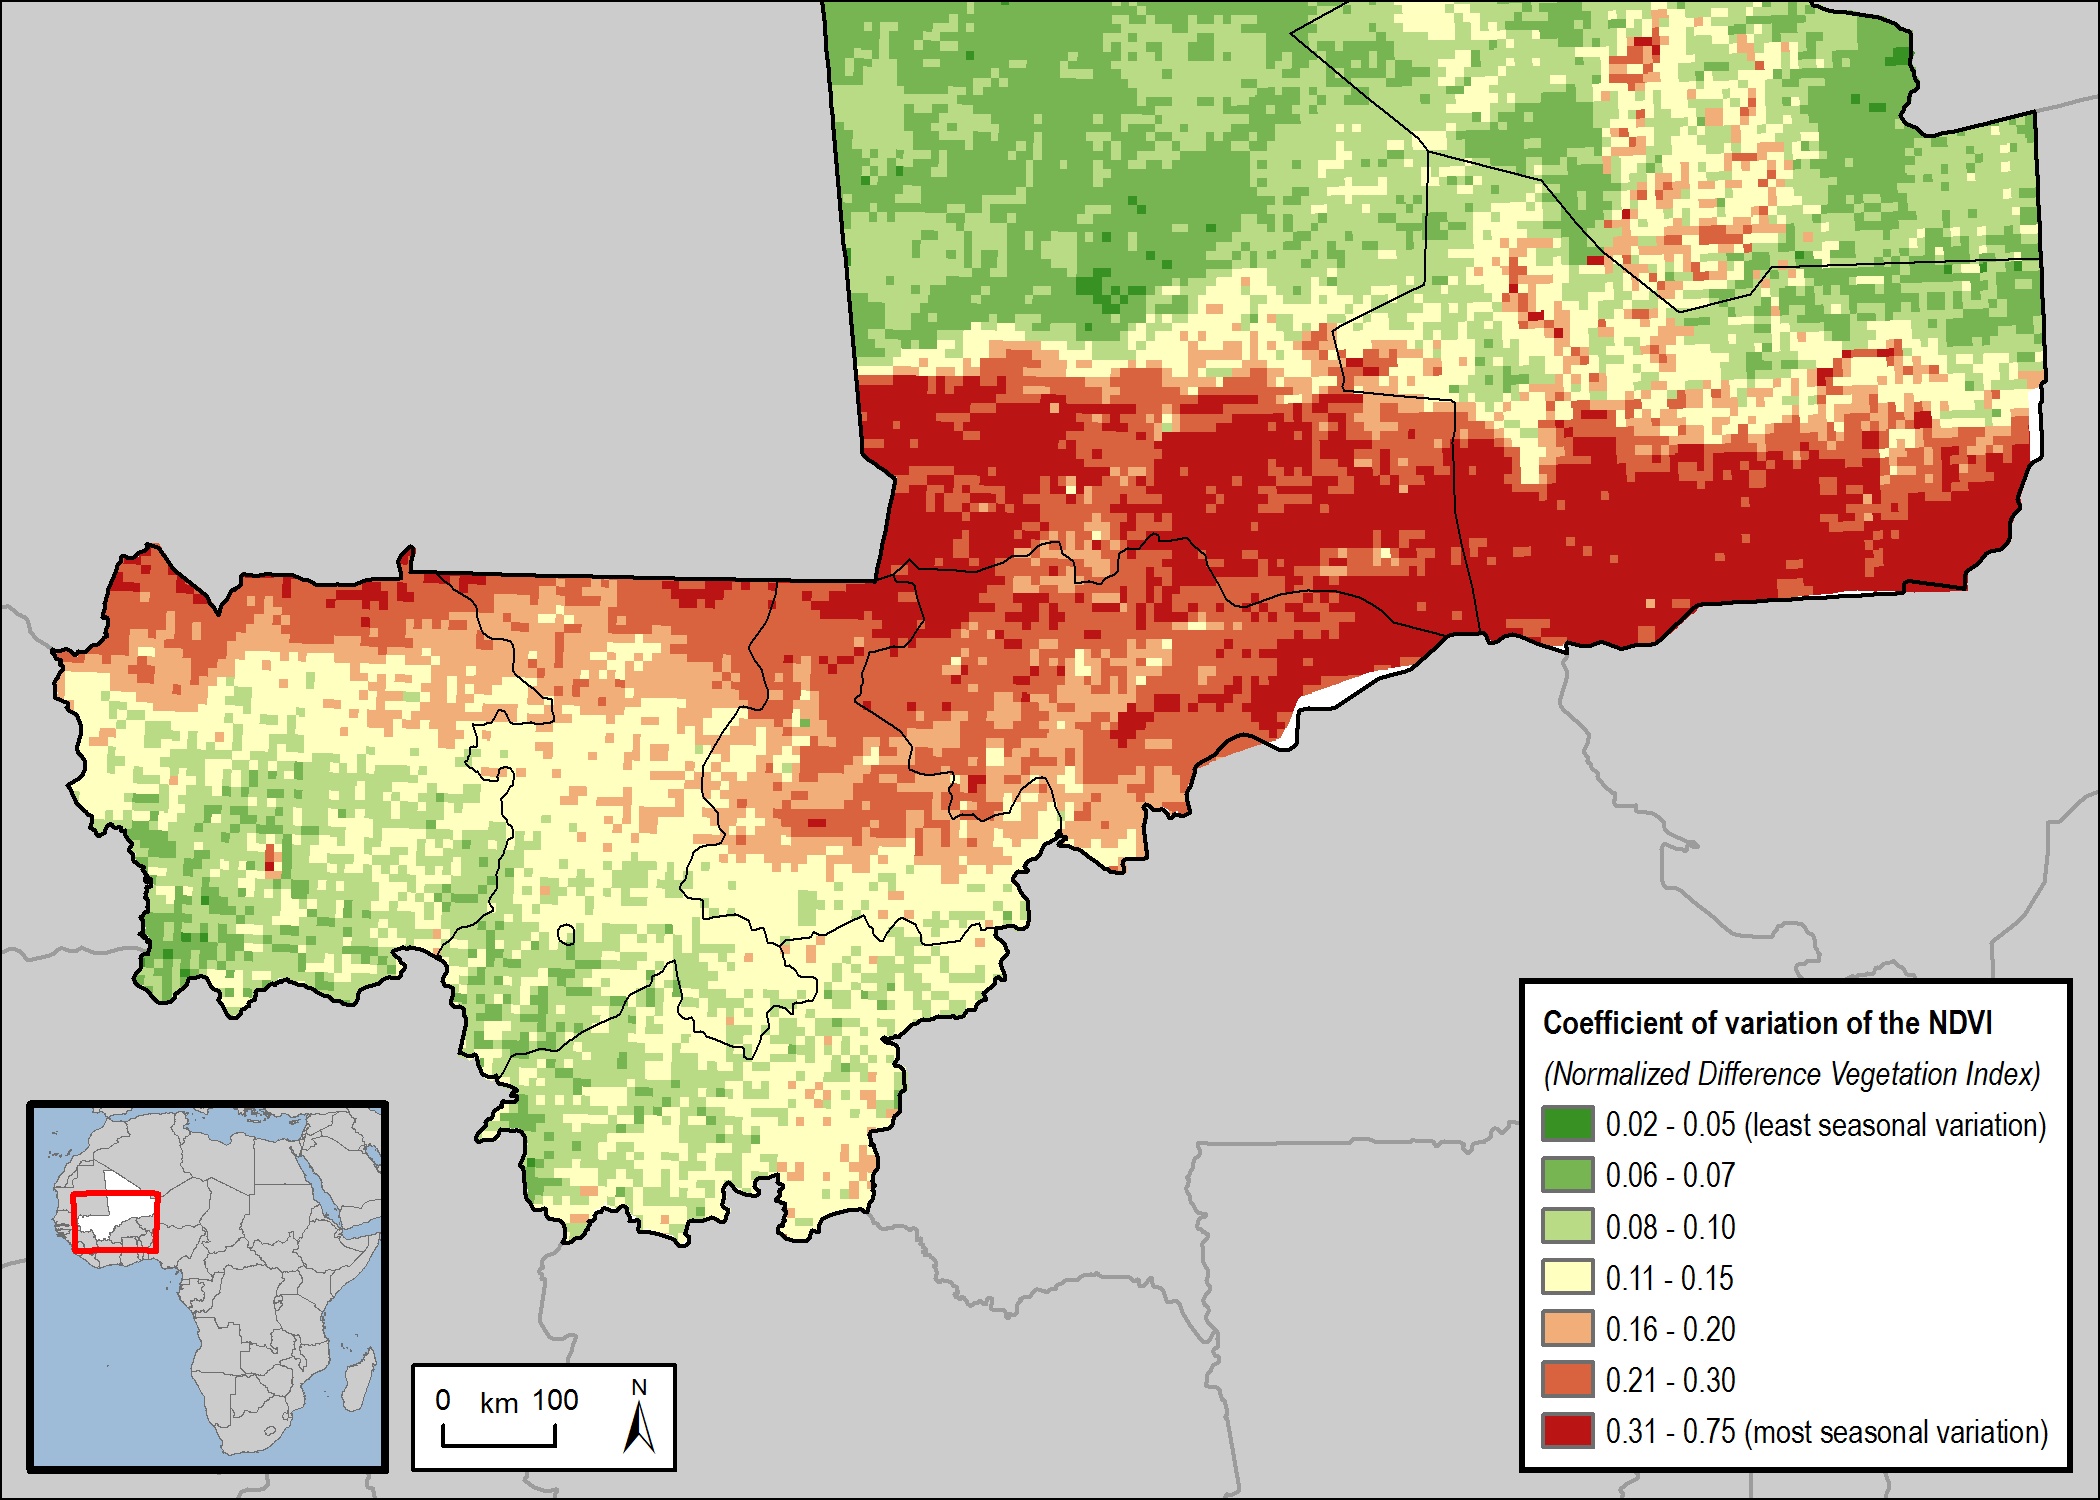 Coefficient of variation of the NDVI
(Normalized Difference Vegetation Index)
0.02 - 0.05 (least seasonal variation)
0.06 - 0.07
0.08 - 0.10
0.11 - 0.15
0.16 - 0.20
0.21 - 0.30
0.31 - 0.75 (most seasonal variation)
0 km 100
N